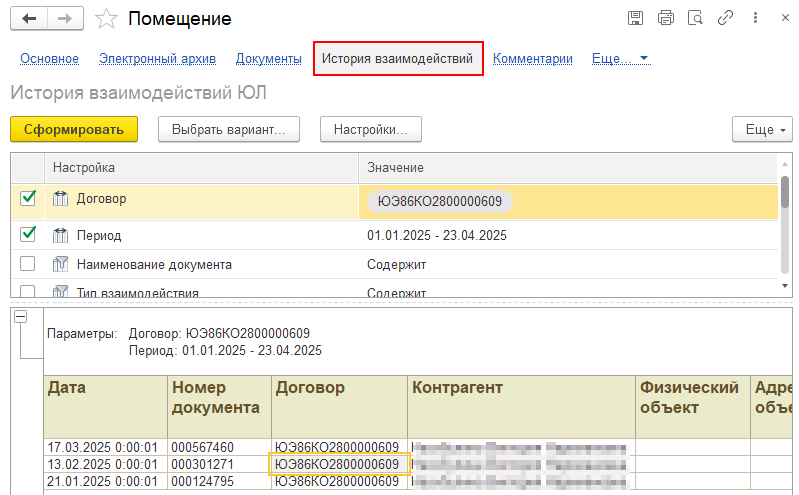 Помещение
Основное Электронный архив Документы История взаимодействий Комментарии Еще...
История взаимодействий ЮЛ
Сформировать Выбрать вариант... Настройки... Еще
Настройка Значение
Договор ЮЭ86КО2800000609
Период 01.01.2025 - 23.04.2025
Наименование документа Содержит
Тип взаимодействия Содержит
Параметры: Договор: ЮЭ86КО2800000609
Период: 01.01.2025 - 23.04.2025
Дата Номер Договор Контрагент Физический Адре
документа объект объе
17.03.2025 0:00:01 000567460 ЮЭ86КО2800000609
13.02.2025 0:00:01 000301271 ЮЭ86КО2800000609
21.01.2025 0:00:01 000124795 ЮЭ86КО2800000609